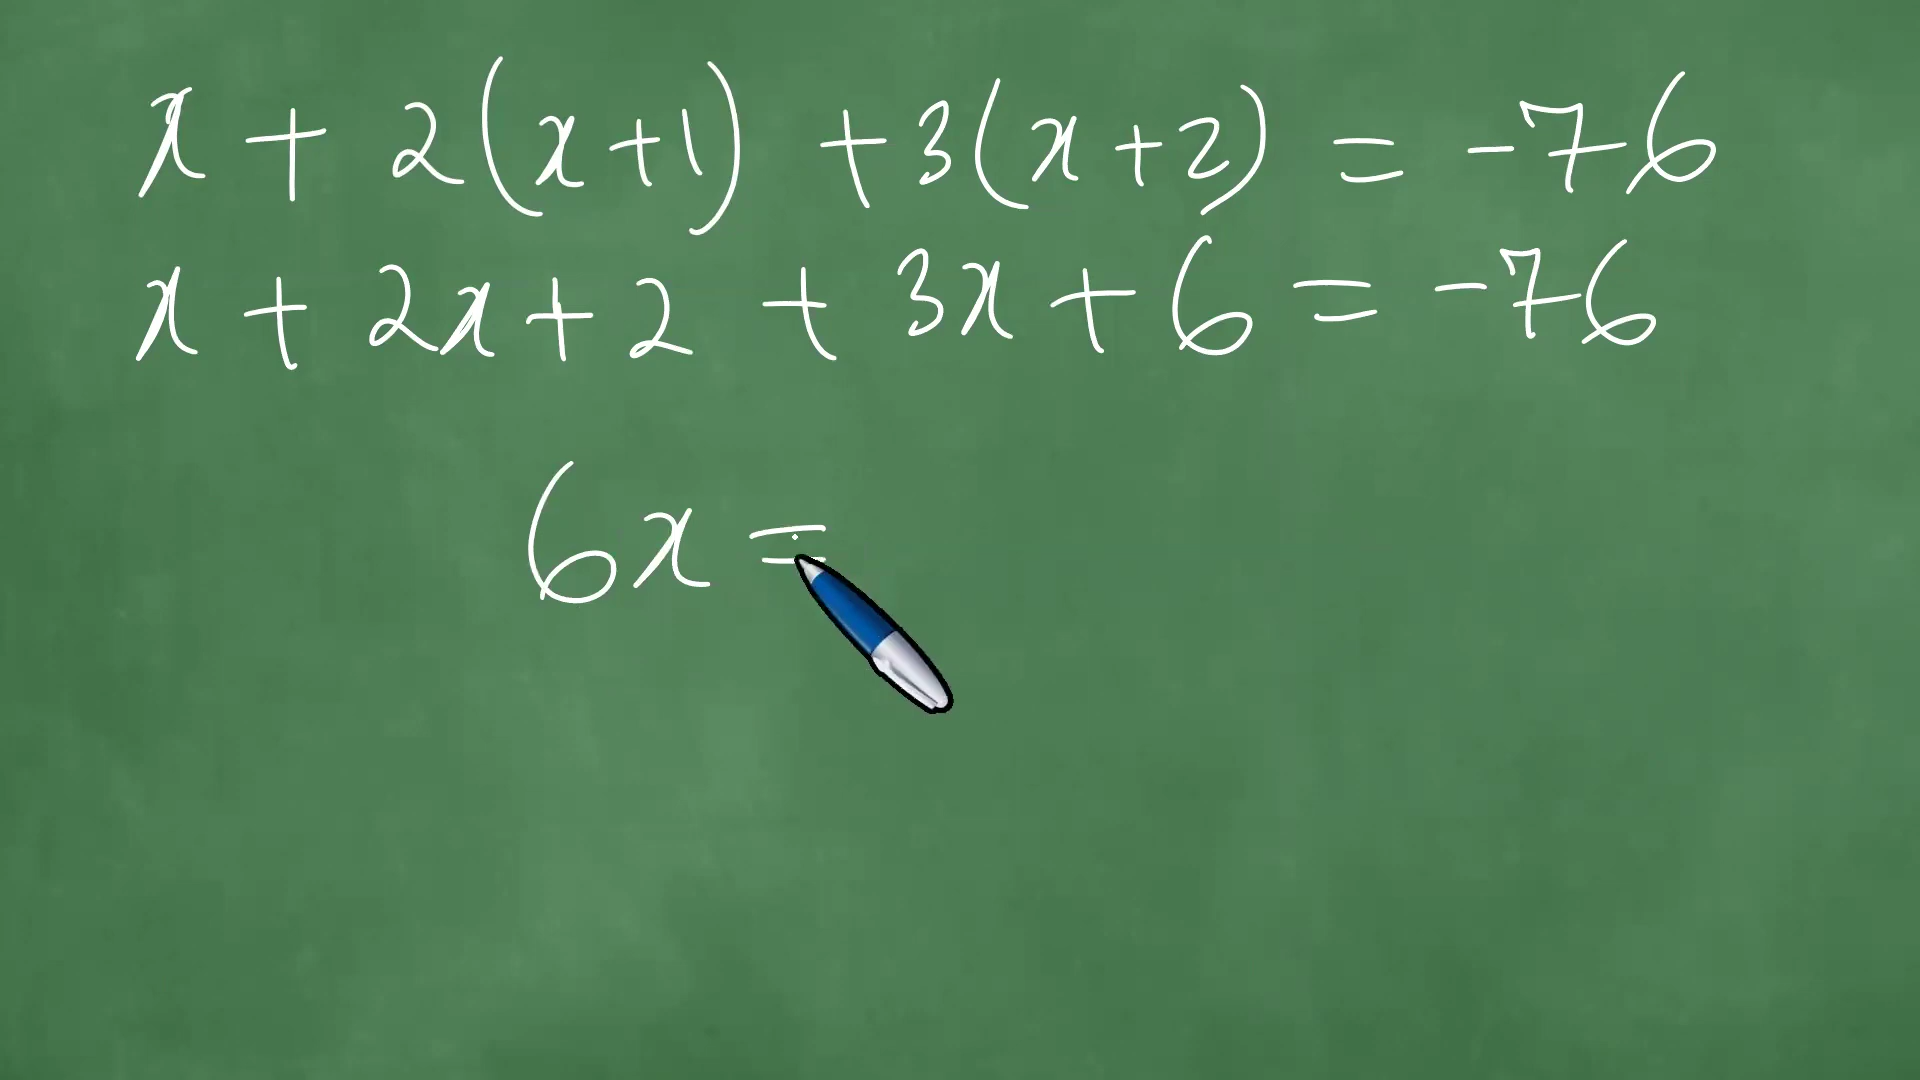 x + 2(x+1) + 3(x+2) = -76
x + 2x + 2 + 3x + 6 = -76
6x =